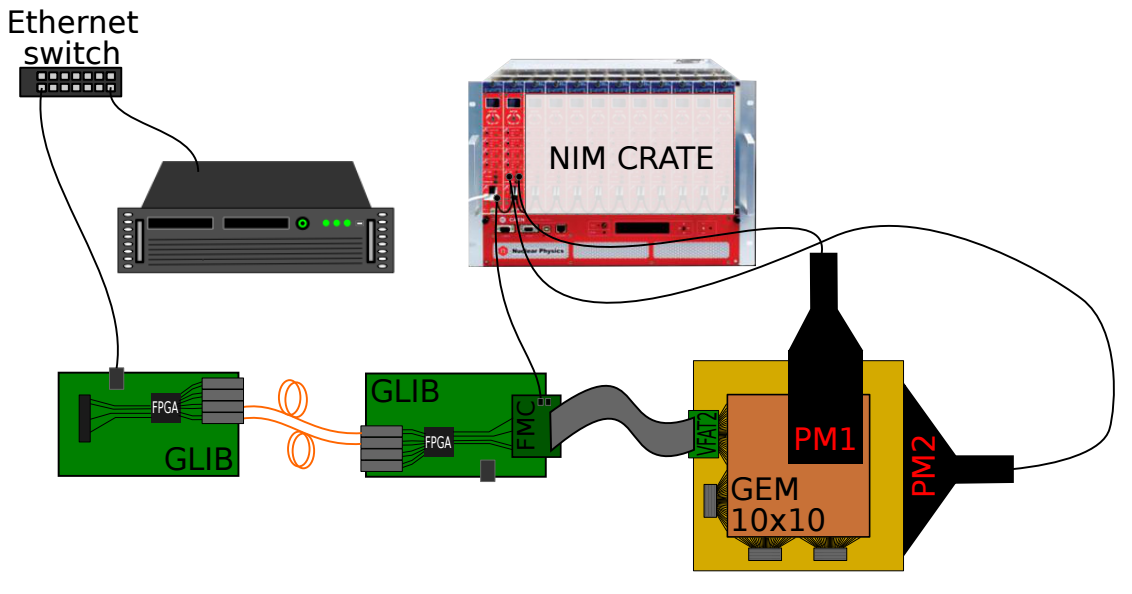 Ethernet
switch
NIM CRATE
Nuclear Physics
GLIB
FPGA
GLIB
FPGA
FMC
VFAT2
PM1
PM2
GEM
10x10